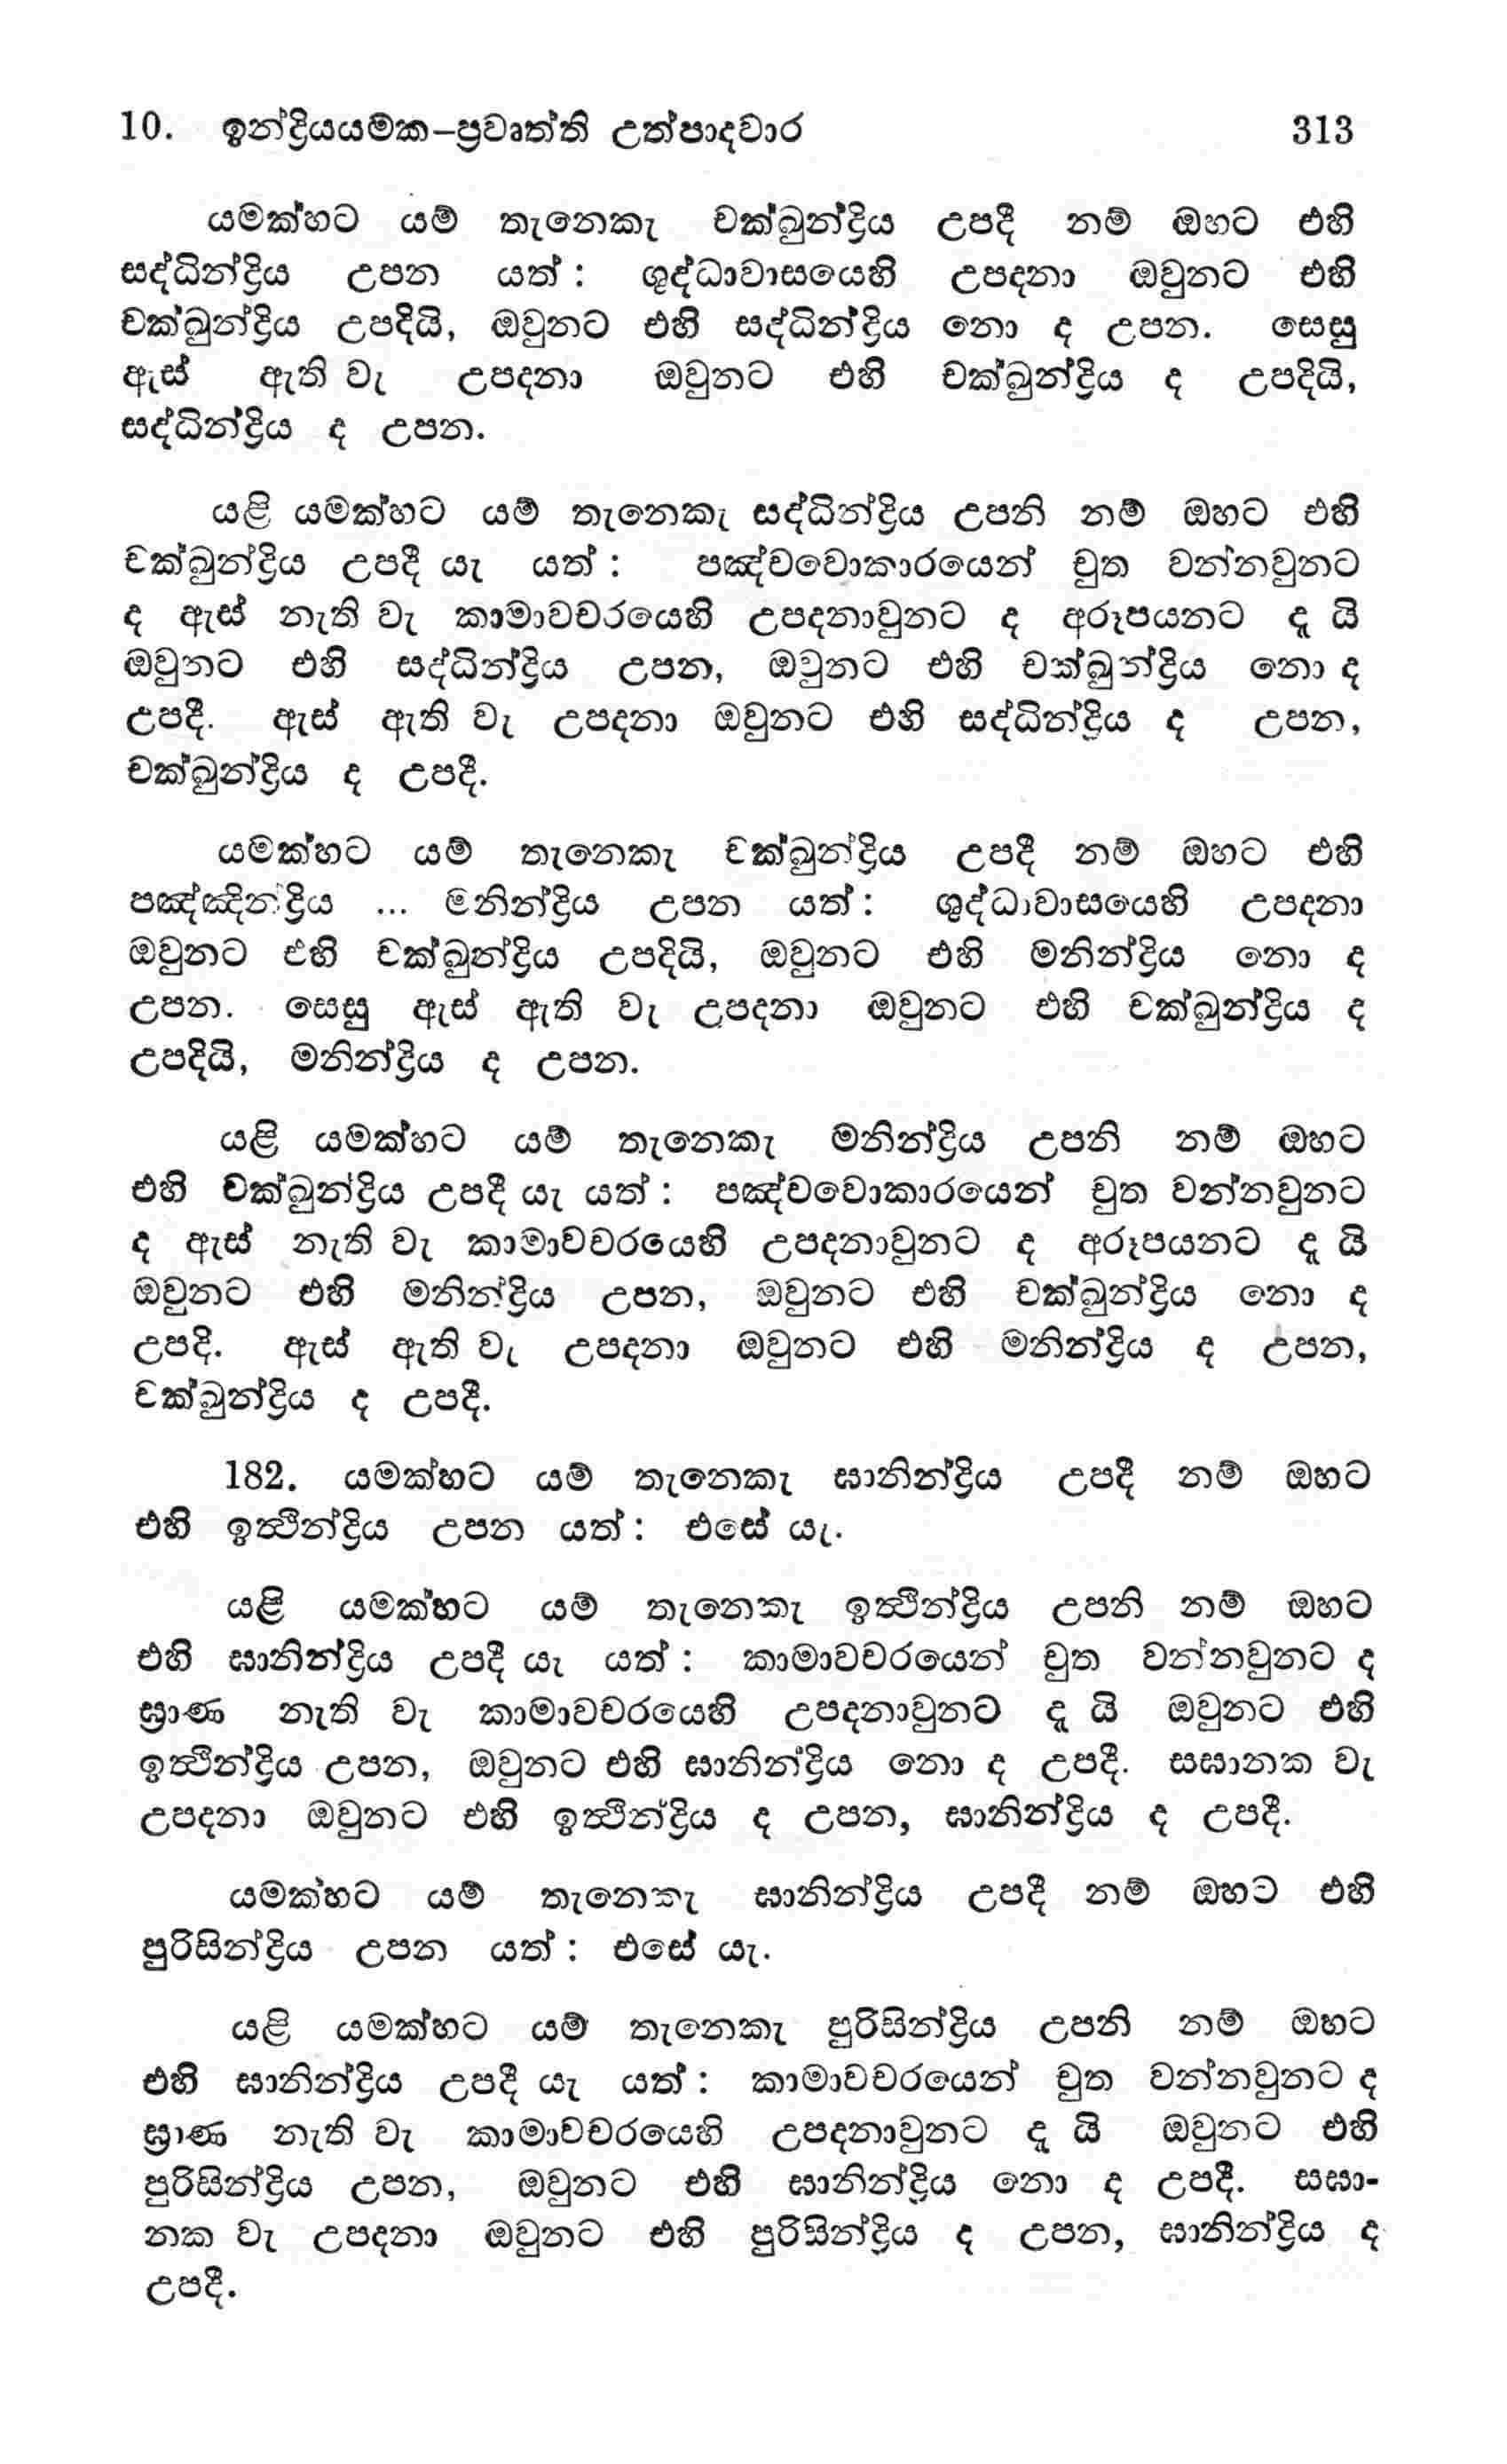 10. ඉන්ද්‍රියයමක–ප්‍රවෘත්ති උත්පාදවාර 313
යමක්හට යම් තැනෙකැ චක්ඛුන්ද්‍රිය උපදී නම් ඔහට එහි
සද්ධින්ද්‍රිය උපන යත් : ශුද්ධාවාසයෙහි උපදනා ඔවුනට එහි
චක්ඛුන්ද්‍රිය උපදියි, ඔවුනට එහි සද්ධින්ද්‍රිය නො ද උපන. සෙසු
ඇස් ඇති වැ උපදනා ඔවුනට එහි චක්ඛුන්ද්‍රිය ද උපදියි,
සද්ධින්ද්‍රිය ද උපන.
යළි යමක්හට යම් තැනෙකැ සද්ධින්ද්‍රිය උපනි නම් ඔහට එහි
චක්ඛුන්ද්‍රිය උපදී යැ යත් : පඤ්චවොකාරයෙන් චුත වන්නවුනට
ද ඇස් නැති වැ කාමාවචරයෙහි උපදනාවුනට ද අරූපයනට දූ යි
ඔවුනට එහි සද්ධින්ද්‍රිය උපන, ඔවුනට එහි චක්ඛුන්ද්‍රිය නො ද
උපදී. ඇස් ඇති වැ උපදනා ඔවුනට එහි සද්ධින්ද්‍රිය ද උපන,
චක්ඛුන්ද්‍රිය ද උපදී.
යමක්හට යම් තැනෙකැ චක්ඛුන්ද්‍රිය උපදී නම් ඔහට එහි
පඤ්ඤින්ද්‍රිය ... මනින්ද්‍රිය උපන යත් : ශුද්ධාවාසයෙහි උපදනා
ඔවුනට එහි චක්ඛුන්ද්‍රිය උපදියි, ඔවුනට එහි මනින්ද්‍රිය නො ද
උපන. සෙසු ඇස් ඇති වැ උපදනා ඔවුනට එහි චක්ඛුන්ද්‍රිය ද
උපදියි, මනින්ද්‍රිය ද උපන.
යළි යමක්හට යම් තැනෙකැ මනින්ද්‍රිය උපනි නම් ඔහට
එහි චක්ඛුන්ද්‍රිය උපදී යැ යත් : පඤ්චවොකාරයෙන් චුත වන්නවුනට
ද ඇස් නැති වැ කාමාවචරයෙහි උපදනාවුනට ද අරූපයනට දූ යි
ඔවුනට එහි මනින්ද්‍රිය උපන, ඔවුනට එහි චක්ඛුන්ද්‍රිය නො ද
උපදි. ඇස් ඇති වැ උපදනා ඔවුනට එහි මනින්ද්‍රිය ද උපන,
චක්ඛුන්ද්‍රිය ද උපදී.
182. යමක්හට යම් තැනෙකැ ඝානින්ද්‍රිය උපදී නම් ඔහට
එහි ඉත්‍ථින්ද්‍රිය උපන යත් : එසේ යැ.
යළි යමක්හට යම් තැනෙකැ ඉත්‍ථින්ද්‍රිය උපනි නම් ඔහට
එහි ඝානින්ද්‍රිය උපදී යැ යත් : කාමාවචරයෙන් චුත වන්නවුනට ද
ඝ්‍රාණ නැති වැ කාමාවචරයෙහි උපදනාවුනට දූ යි ඔවුනට එහි
ඉත්‍ථින්ද්‍රිය උපන, ඔවුනට එහි ඝානින්ද්‍රිය නො ද උපදී. සඝානක වැ
උපදනා ඔවුනට එහි ඉත්‍ථින්ද්‍රිය ද උපන, ඝානින්ද්‍රිය ද උපදී.
යමක්හට යම් තැනෙකැ ඝානින්ද්‍රිය උපදී නම් ඔහට එහි
පුරිසින්ද්‍රිය උපන යත් : එසේ යැ.
යළි යමක්හට යම් තැනෙකැ පුරිසින්ද්‍රිය උපනි නම් ඔහට
එහි ඝානින්ද්‍රිය උපදී යැ යත් : කාමාවචරයෙන් චුත වන්නවුනට ද
ඝ්‍රාණ නැති වැ කාමාවචරයෙහි උපදනාවුනට දූ යි ඔවුනට එහි
පුරිසින්ද්‍රිය උපන, ඔවුනට එහි ඝානින්ද්‍රිය නො ද උපදී. සඝා-
නක වැ උපදනා ඔවුනට එහි පුරිසින්ද්‍රිය ද උපන, ඝානින්ද්‍රිය ද
උපදී.